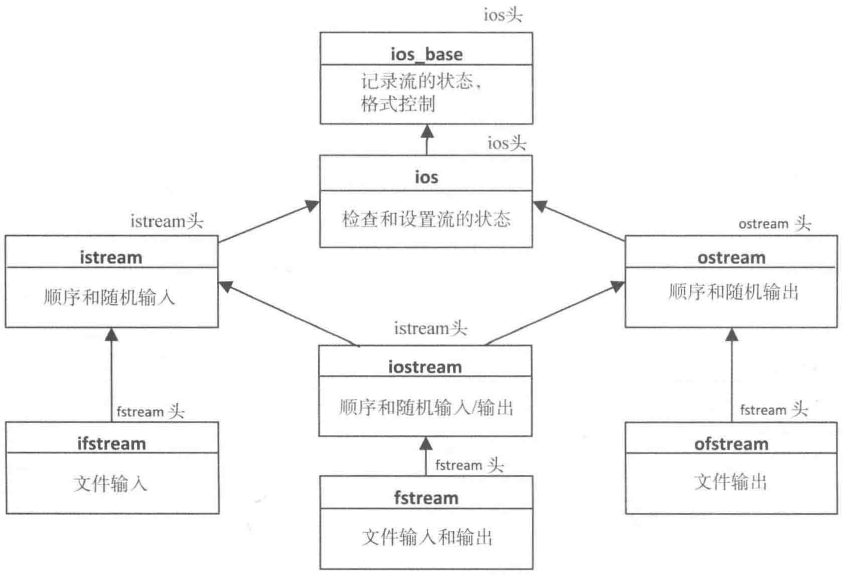 ios头
ios_base
记录流的状态,
格式控制
ios头
ios
检查和设置流的状态
istream头
istream
顺序和随机输入
ostream 头
ostream
顺序和随机输出
istream头
iostream
顺序和随机输入/输出
fstream 头
ifstream
文件输入
fstream 头
fstream
文件输入和输出
fstream 头
ofstream
文件输出